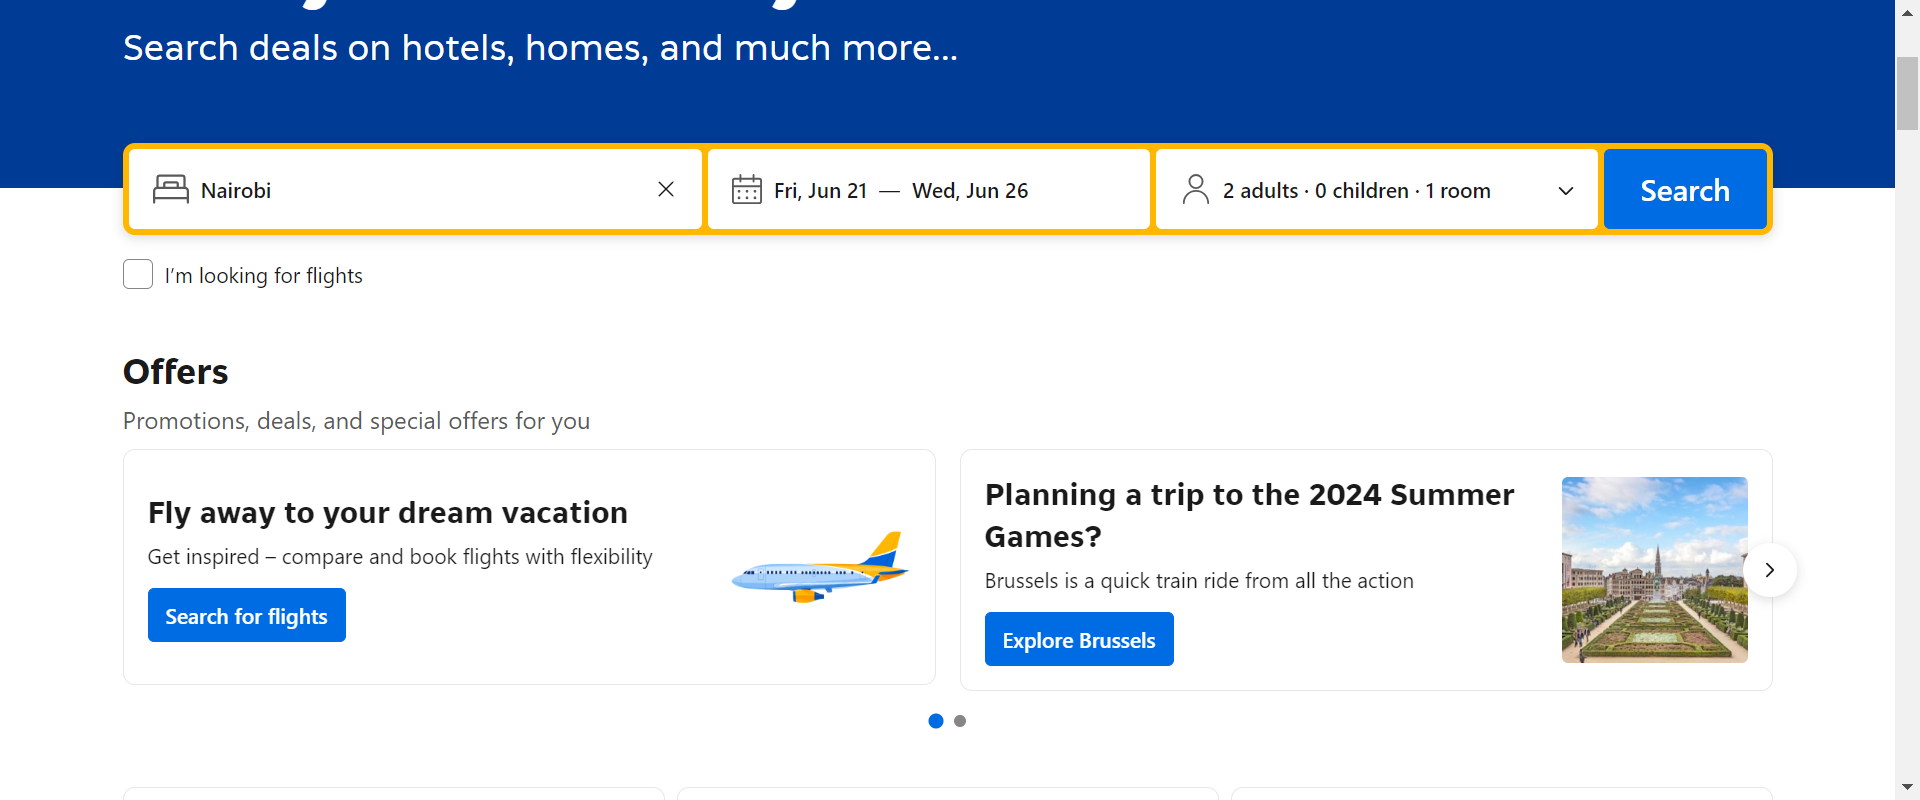 Search deals on hotels, homes, and much more...
Nairobi
Fri, Jun 21 — Wed, Jun 26
2 adults · 0 children · 1 room
Search
I'm looking for flights
Offers
Promotions, deals, and special offers for you
Fly away to your dream vacation
Get inspired – compare and book flights with flexibility
Search for flights
Planning a trip to the 2024 Summer
Games?
Brussels is a quick train ride from all the action
Explore Brussels